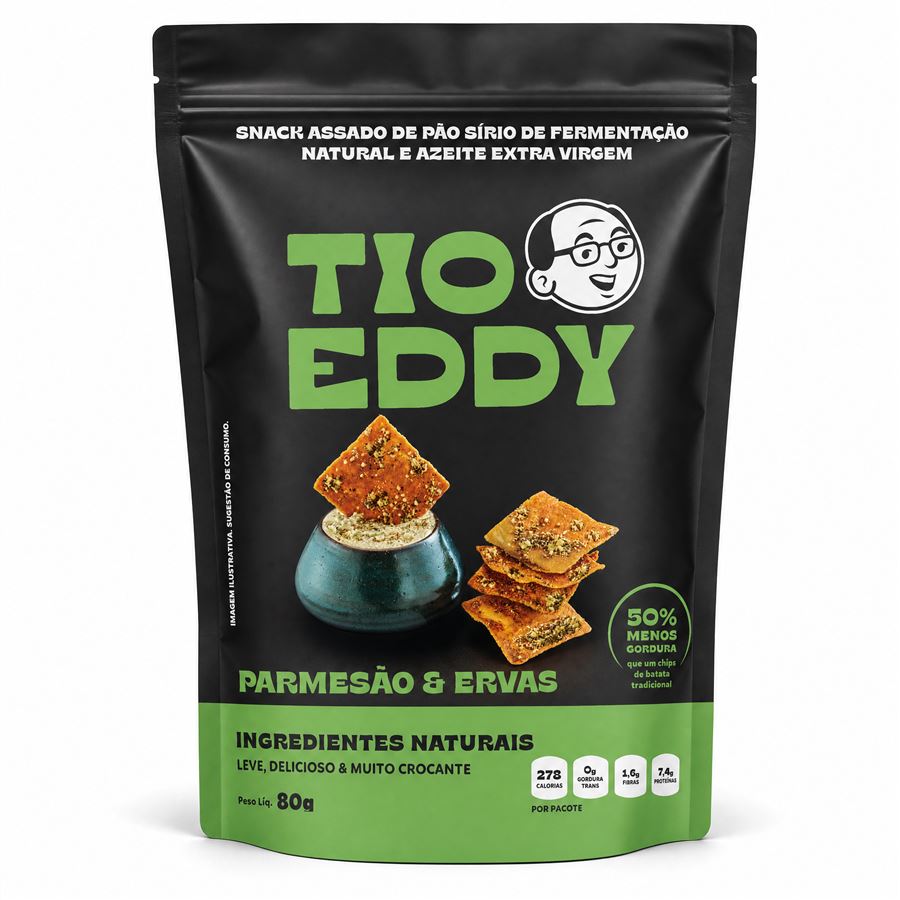 SNACK ASSADO DE PÃO SÍRIO DE FERMENTAÇÃO
NATURAL E AZEITE EXTRA VIRGEM
TIO
EDDY
IMAGEM ILUSTRATIVA. SUGESTÃO DE CONSUMO.
50%
MENOS
GORDURA
que um chips
de batata
tradicional
PARMESÃO & ERVAS
INGREDIENTES NATURAIS
LEVE, DELICIOSO & MUITO CROCANTE
Peso Líq. 80g
278
CALORIAS
0g
GORDURA
TRANS
1,6g
FIBRAS
7,4g
PROTEÍNAS
POR PACOTE